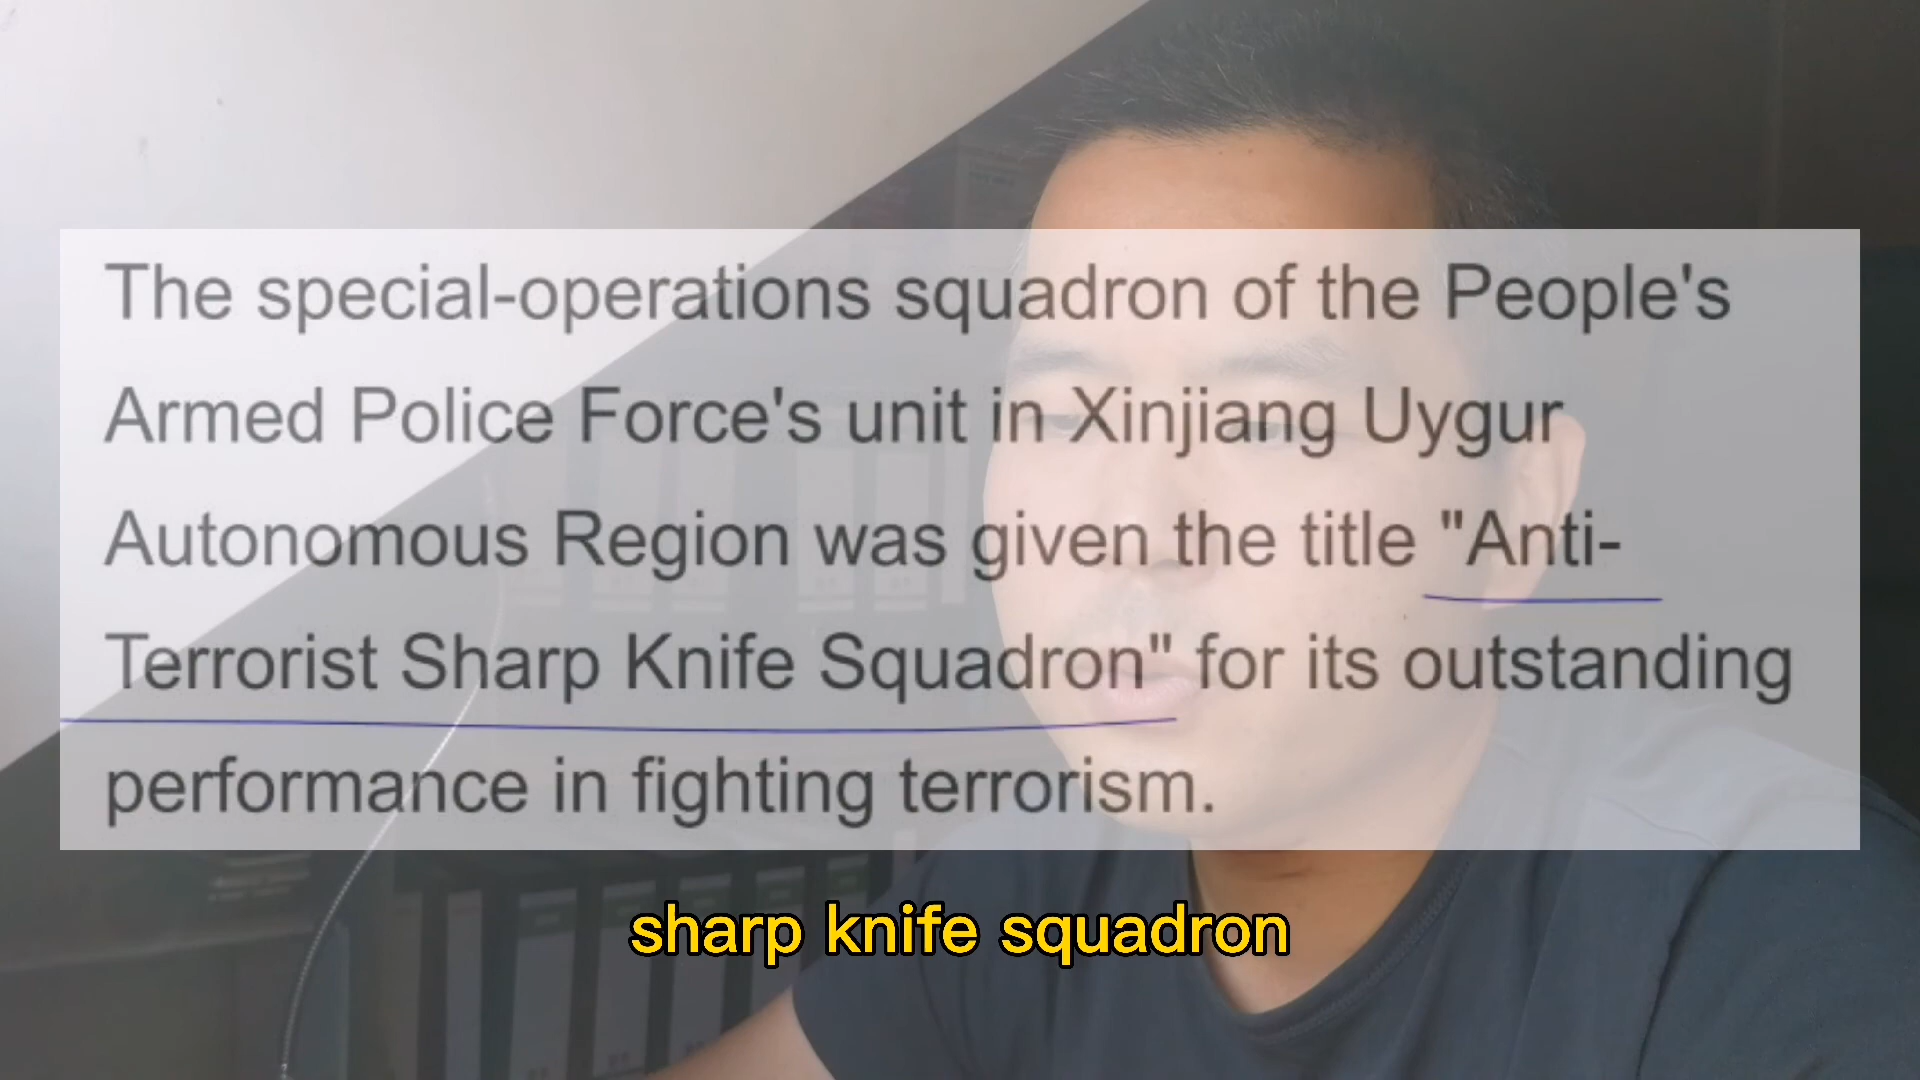 The special-operations squadron of the People's
Armed Police Force's unit in Xinjiang Uygur
Autonomous Region was given the title "Anti-
Terrorist Sharp Knife Squadron" for its outstanding
performance in fighting terrorism.
sharp knife squadron